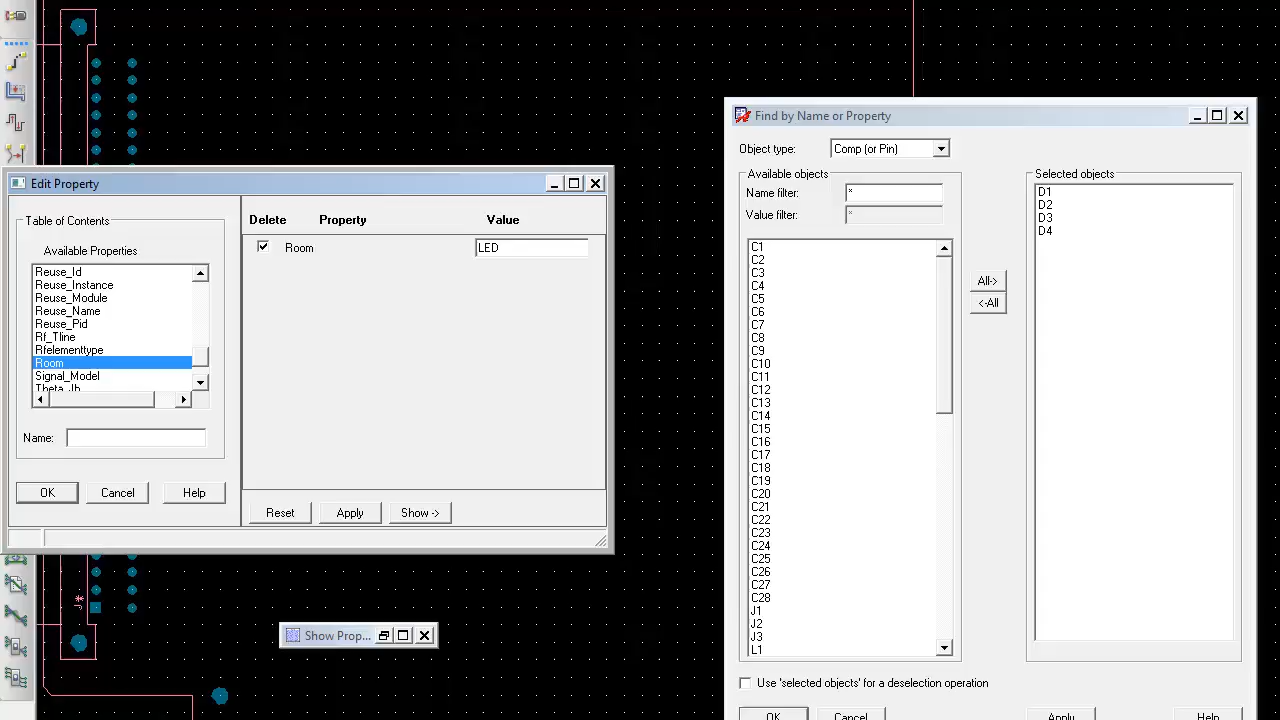 Find by Name or Property
Object type:
Comp (or Pin)
Available objects
Name filter:
*
Value filter:
*
C1
C2
C3
C4
C5
C6
C7
C8
C9
C10
C11
C12
C13
C14
C15
C16
C17
C18
C19
C20
C21
C22
C23
C24
C25
C26
C27
C28
J1
J2
J3
L1
All->
<-All
Selected objects
D1
D2
D3
D4
Use 'selected objects' for a deselection operation
OK
Cancel
Apply
Help
Edit Property
Table of Contents
Available Properties
Reuse_Id
Reuse_Instance
Reuse_Module
Reuse_Name
Reuse_Pid
Rf_Tline
Rfelementtype
Room
Signal_Model
Theta_Jb
Name:
OK
Cancel
Help
Delete
Property
Value
Room
LED
Reset
Apply
Show ->
Show Prop...